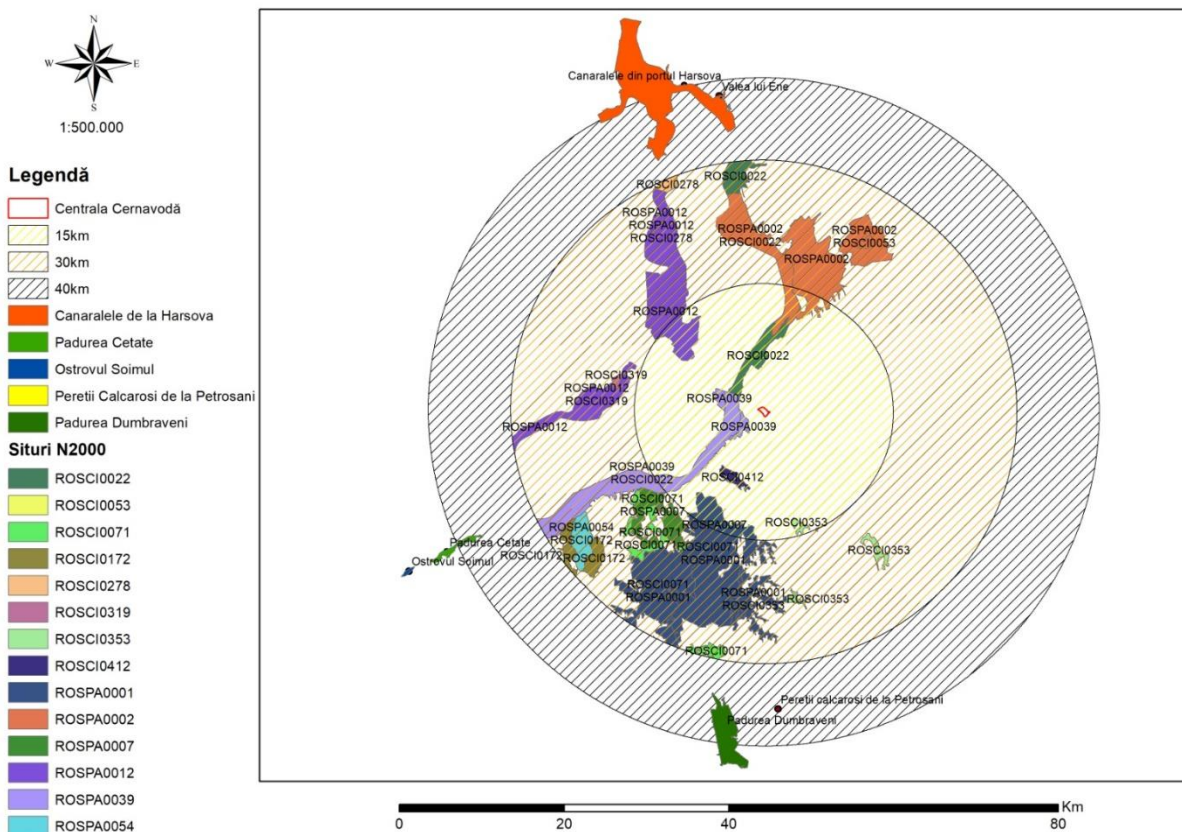 N
W
E
S
1:500.000
Legendă
Centrala Cernavodă
15km
30km
40km
Canaralele de la Harsova
Padurea Cetate
Ostrovul Soimul
Peretii Calcarosi de la Petrosani
Padurea Dumbraveni
Situri N2000
ROSCI0022
ROSCI0053
ROSCI0071
ROSCI0172
ROSCI0278
ROSCI0319
ROSCI0353
ROSCI0412
ROSPA0001
ROSPA0002
ROSPA0007
ROSPA0012
ROSPA0039
ROSPA0054
Canaralele din portul Harsova
Valea lui Ene
ROSCI0022
ROSCI0278
ROSPA0012
ROSPA0012
ROSCI0278
ROSPA0002
ROSCI0022
ROSPA0002
ROSCI0053
ROSPA0002
ROSPA0012
ROSCI0022
ROSCI0319
ROSPA0012
ROSCI0319
ROSPA0012
ROSPA0039
ROSPA0039
ROSPA0039
ROSCI0022
ROSCI0412
ROSCI0071
ROSPA0007
ROSPA0054
ROSCI0172
ROSCI0172
ROSCI0172
ROSCI0071
ROSCI0071
ROSPA0007
ROSCI0071
ROSPA0001
ROSCI0353
ROSCI0353
Padurea Cetate
Ostrovul Soimul
ROSCI0071
ROSPA0001
ROSPA0001
ROSCI0353
ROSCI0353
ROSCI0071
Peretii calcarosi de la Petrosani
Padurea Dumbraveni
Km
0
20
40
80